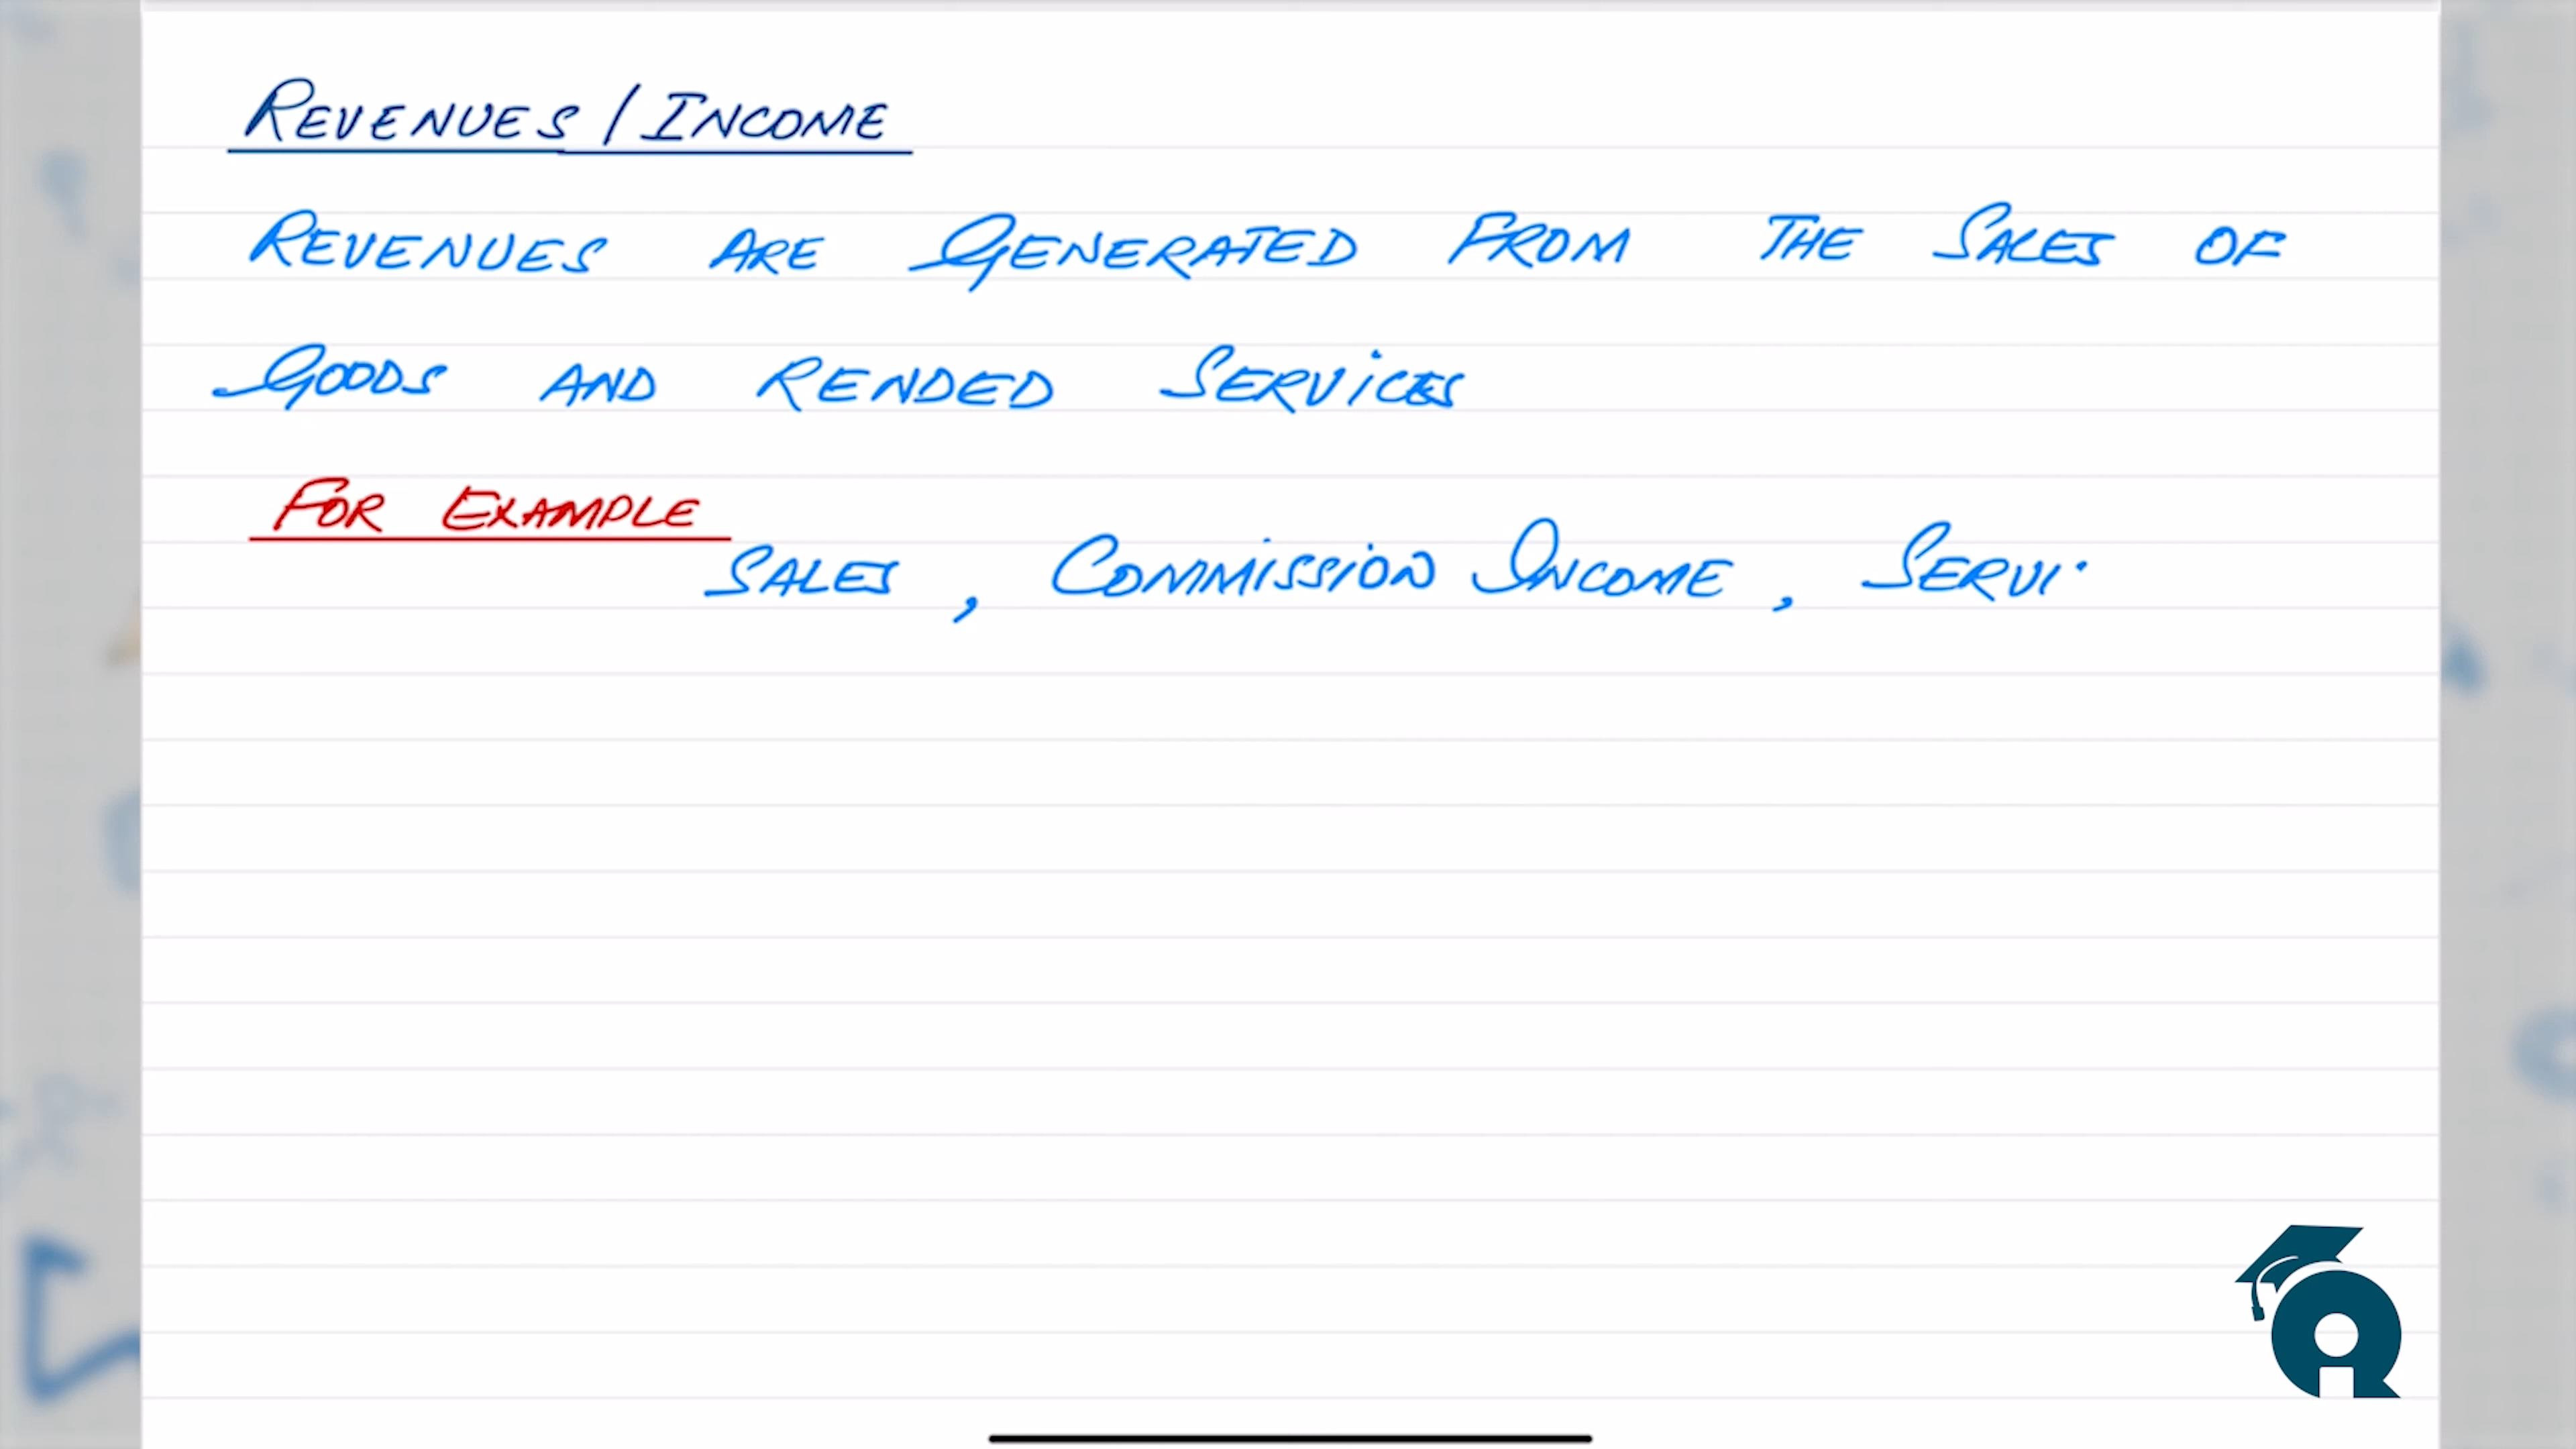 REVENUES / INCOME
REVENUES ARE GENERATED FROM THE SALES OF
GOODS AND RENDED SERVICES
FOR EXAMPLE
SALES , COMMISSION INCOME , SERVI